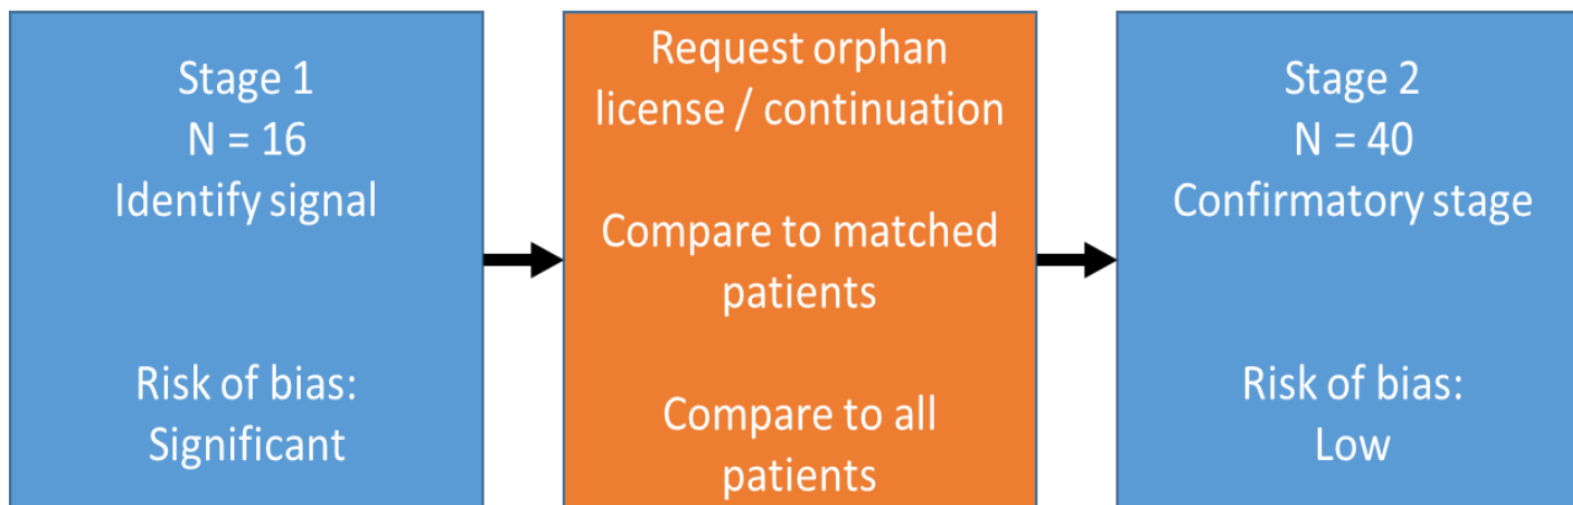 Stage 1
N = 16
Identify signal
Risk of bias:
Significant
Request orphan
license / continuation
Compare to matched
patients
Compare to all
patients
Stage 2
N = 40
Confirmatory stage
Risk of bias:
Low